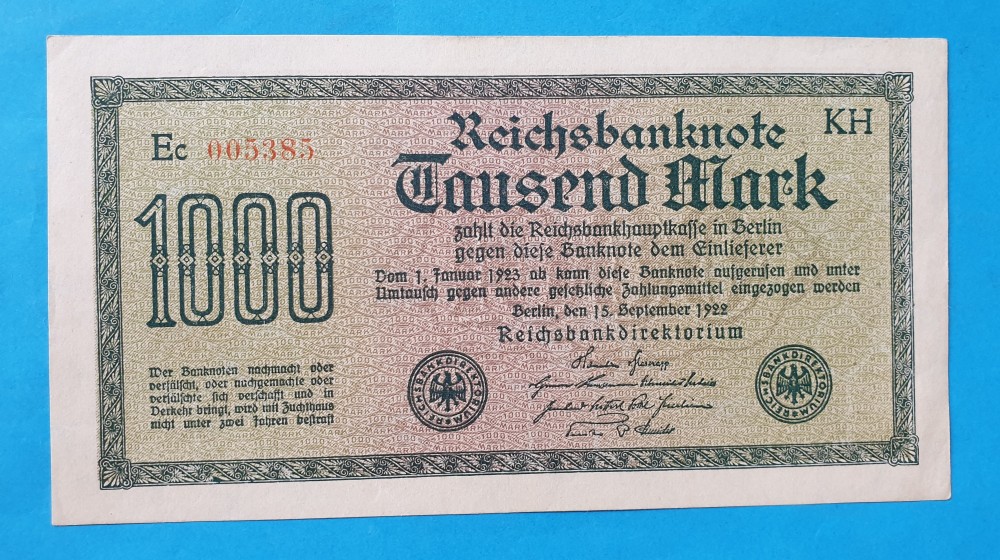 Ec 005385
KH
Reichsbanknote
Tausend Mark
zahlt die Reichsbankhauptkasse in Berlin
gegen diese Banknote dem Einlieferer
Vom 1. Januar 1923 ab kann diese Banknote aufgerufen und unter
Umtausch gegen andere gesetzliche Zahlungsmittel eingezogen werden
Berlin, den 15. September 1922
Reichsbankdirektorium
1000
Wer Banknoten nachmacht oder
verfälscht, oder nachgemachte oder
verfälschte sich verschafft und in
Verkehr bringt, wird mit Zuchthaus
nicht unter zwei Jahren bestraft
REICHSBANKDIREKTORIUM
REICHSBANKDIREKTORIUM